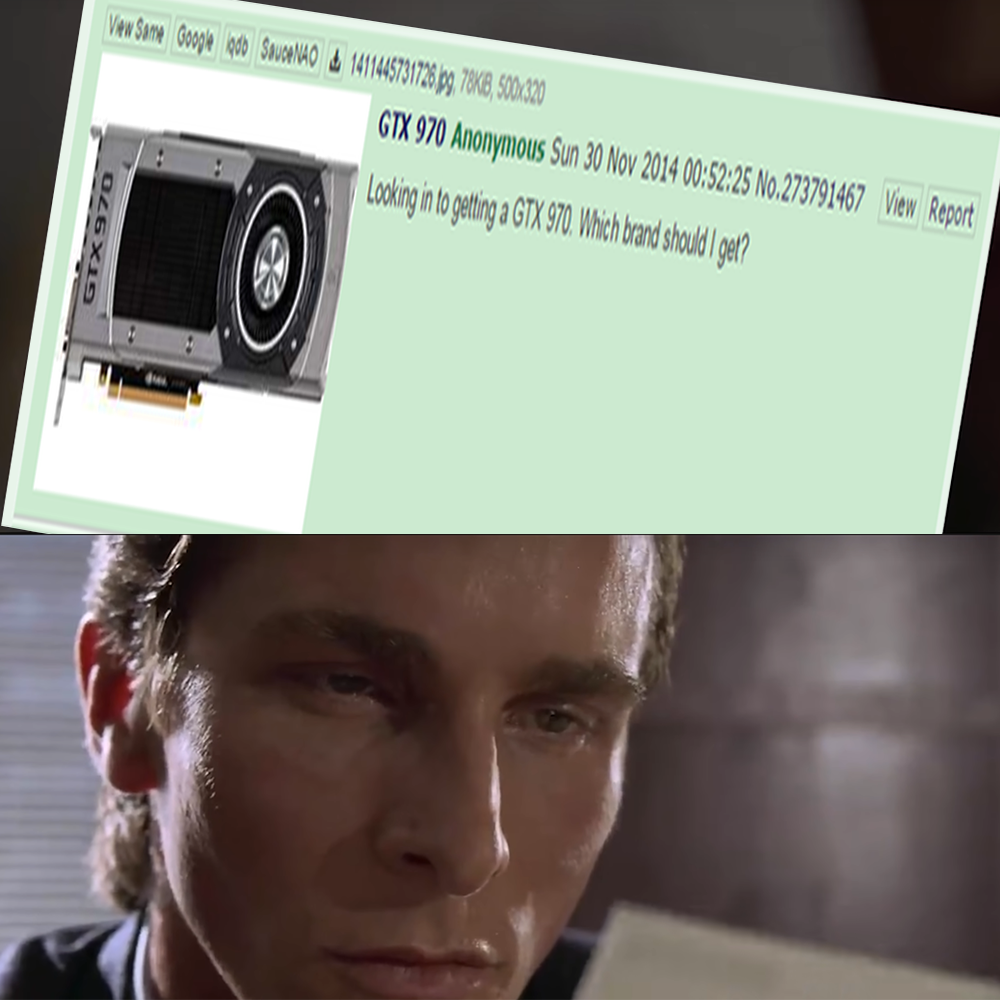 View Same Google iqdb SauceNAO 1411445731726.jpg, 78KiB, 500x320
GTX 970 Anonymous Sun 30 Nov 2014 00:52:25 No.273791467 View Report
Looking in to getting a GTX 970. Which brand should I get?
GTX 970